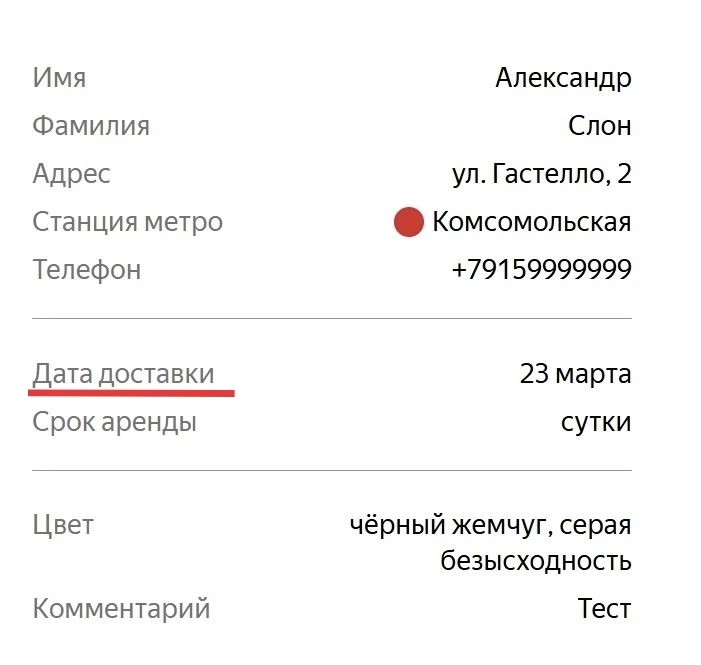 Имя Александр
Фамилия Слон
Адрес ул. Гастелло, 2
Станция метро Комсомольская
Телефон +79159999999
Дата доставки 23 марта
Срок аренды сутки
Цвет чёрный жемчуг, серая
безысходность
Комментарий Тест